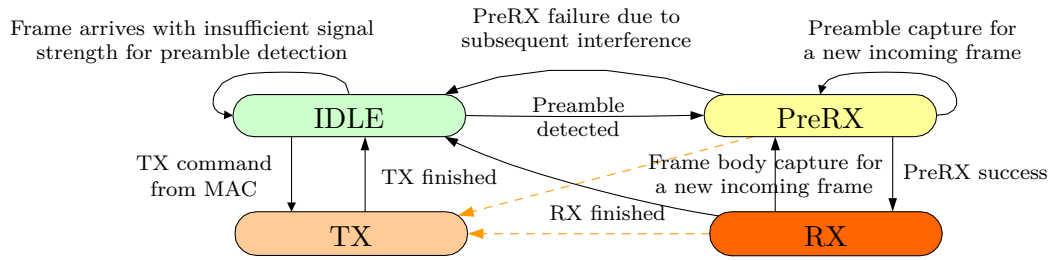 Frame arrives with insufficient signal
strength for preamble detection
PreRX failure due to
subsequent interference
Preamble capture for
a new incoming frame
IDLE
Preamble
detected
PreRX
TX command
from MAC
TX finished
Frame body capture for
a new incoming frame
PreRX success
RX finished
TX
RX